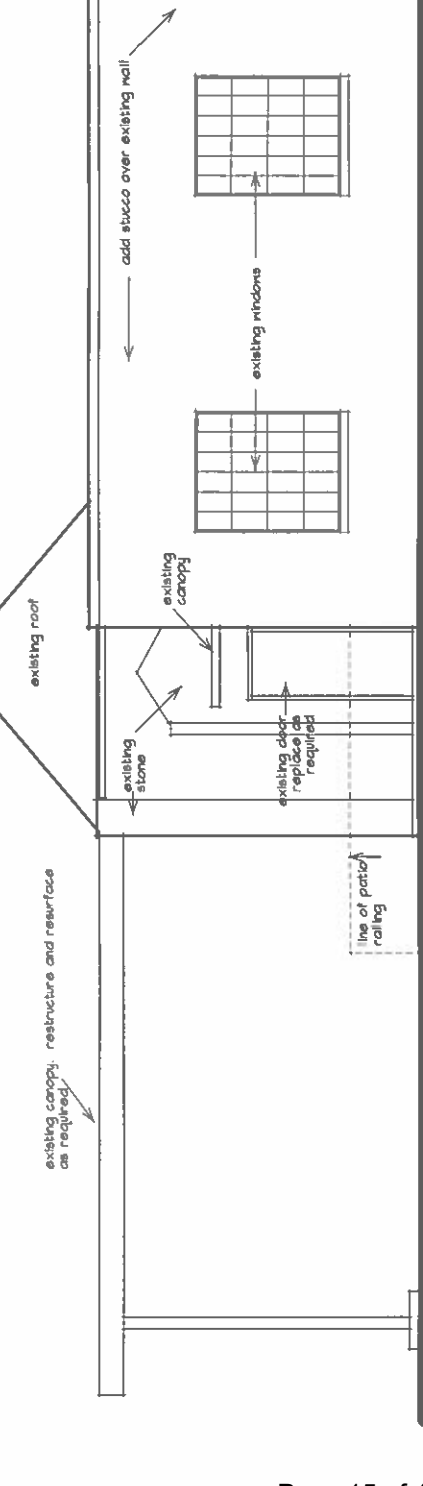 existing canopy. restructure and resurface
as required
existing roof
add stucco over existing wall
existing
stone
existing
canopy
existing windows
existing door
replace as
required
line of patio
railing